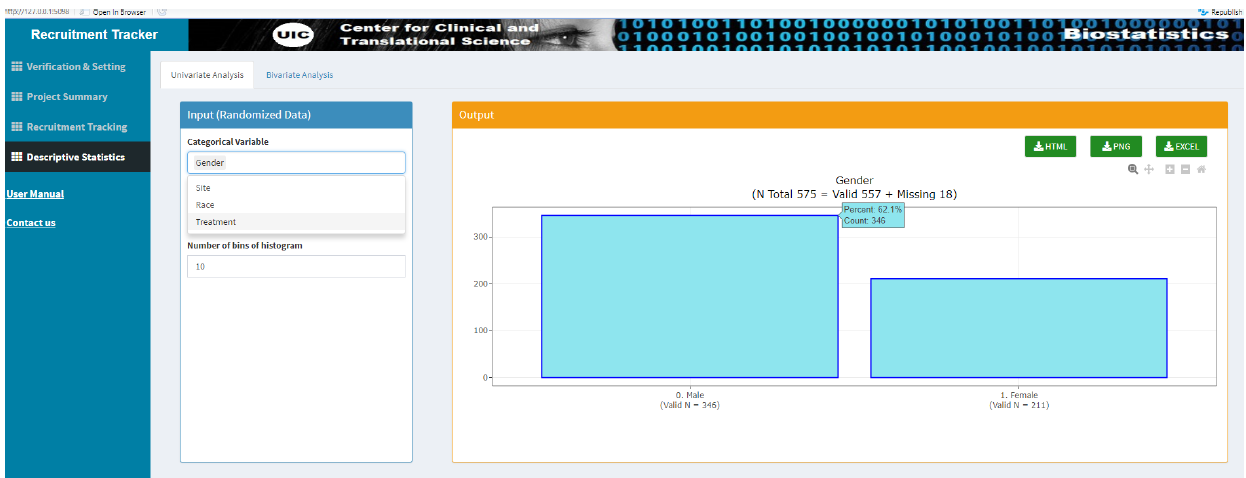 http://127.0.0.1:5098 Open In Browser Republish
Recruitment Tracker
UIC
Center for Clinical and
Translational Science
Biostatistics
Verification & Setting
Project Summary
Recruitment Tracking
Descriptive Statistics
User Manual
Contact us
Univariate Analysis Bivariate Analysis
Input (Randomized Data)
Categorical Variable
Gender
Site
Race
Treatment
Number of bins of histogram
10
Output
HTML PNG EXCEL
Gender
(N Total 575 = Valid 557 + Missing 18)
Percent: 62.1%
Count: 346
300
200
100
0
0. Male
(Valid N = 346)
1. Female
(Valid N = 211)